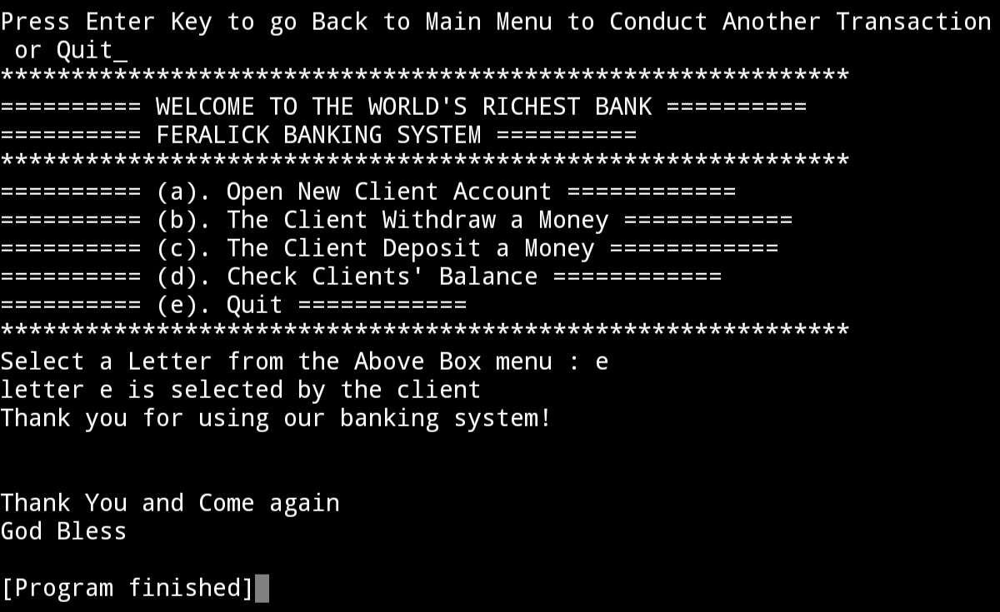 Press Enter Key to go Back to Main Menu to Conduct Another Transaction
 or Quit_
************************************************************
========== WELCOME TO THE WORLD'S RICHEST BANK ==========
========== FERALICK BANKING SYSTEM ==========
************************************************************
========== (a). Open New Client Account ============
========== (b). The Client Withdraw a Money ============
========== (c). The Client Deposit a Money ============
========== (d). Check Clients' Balance ============
========== (e). Quit ============
************************************************************
Select a Letter from the Above Box menu : e
letter e is selected by the client
Thank you for using our banking system!
Thank You and Come again
God Bless
[Program finished]